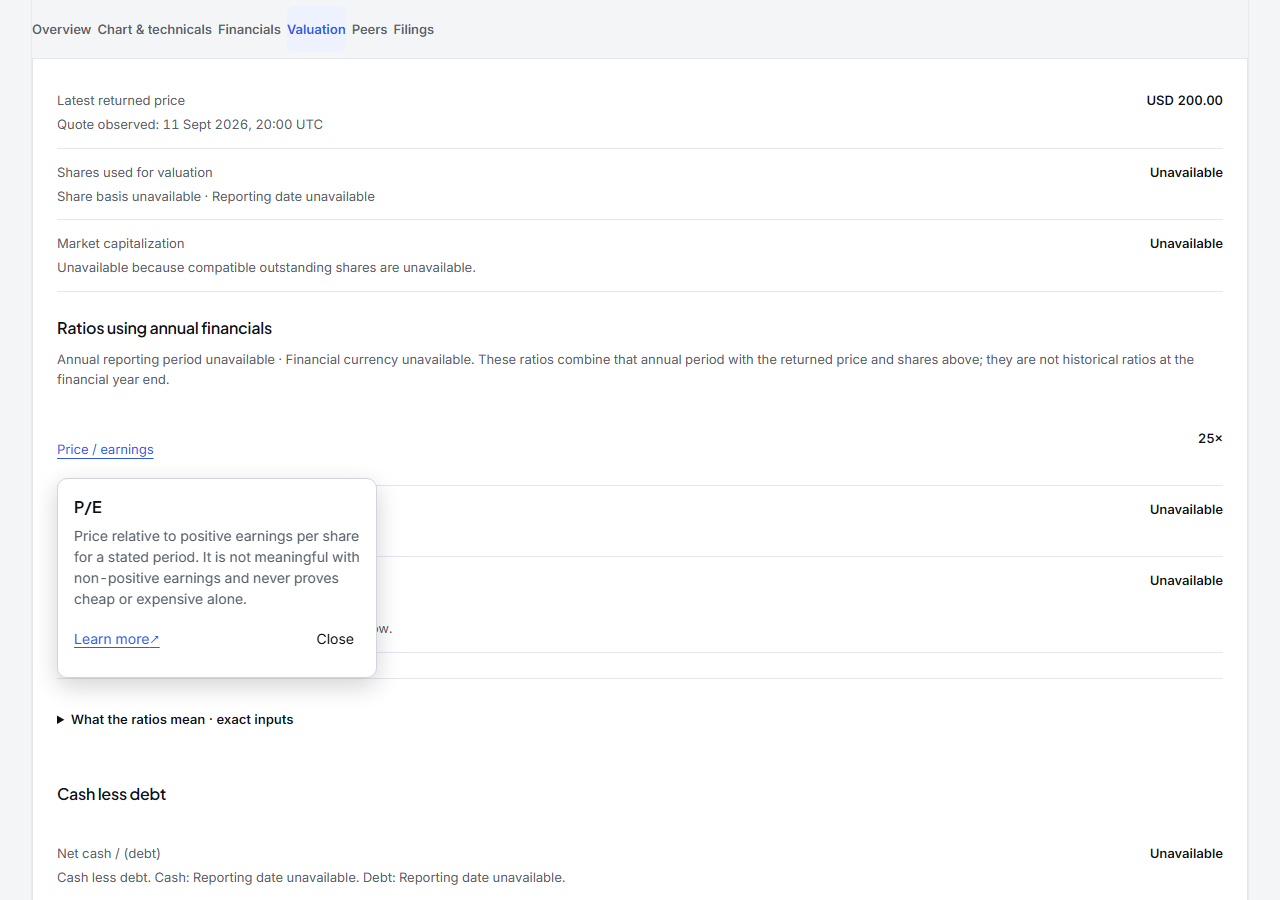 Overview Chart & technicals Financials Valuation Peers Filings
Latest returned price USD 200.00
Quote observed: 11 Sept 2026, 20:00 UTC
Shares used for valuation Unavailable
Share basis unavailable · Reporting date unavailable
Market capitalization Unavailable
Unavailable because compatible outstanding shares are unavailable.
Ratios using annual financials
Annual reporting period unavailable · Financial currency unavailable. These ratios combine that annual period with the returned price and shares above; they are not historical ratios at the
financial year end.
Price / earnings 25×
P/E
Unavailable
Price relative to positive earnings per share
for a stated period. It is not meaningful with
non-positive earnings and never proves
Unavailable
cheap or expensive alone.
Learn more↗ Close
▶ What the ratios mean · exact inputs
Cash less debt
Net cash / (debt) Unavailable
Cash less debt. Cash: Reporting date unavailable. Debt: Reporting date unavailable.